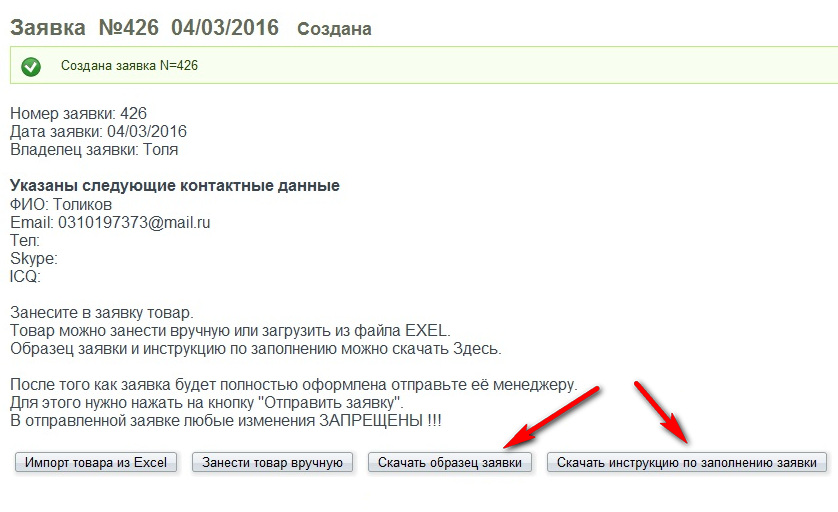 Заявка №426 04/03/2016 Создана
Создана заявка N=426
Номер заявки: 426
Дата заявки: 04/03/2016
Владелец заявки: Толя
Указаны следующие контактные данные
ФИО: Толиков
Email: 0310197373@mail.ru
Тел:
Skype:
ICQ:
Занесите в заявку товар.
Товар можно занести вручную или загрузить из файла EXEL.
Образец заявки и инструкцию по заполнению можно скачать Здесь.
После того как заявка будет полностью оформлена отправьте её менеджеру.
Для этого нужно нажать на кнопку "Отправить заявку".
В отправленной заявке любые изменения ЗАПРЕЩЕНЫ !!!
Импорт товара из Excel Занести товар вручную Скачать образец заявки Скачать инструкцию по заполнению заявки